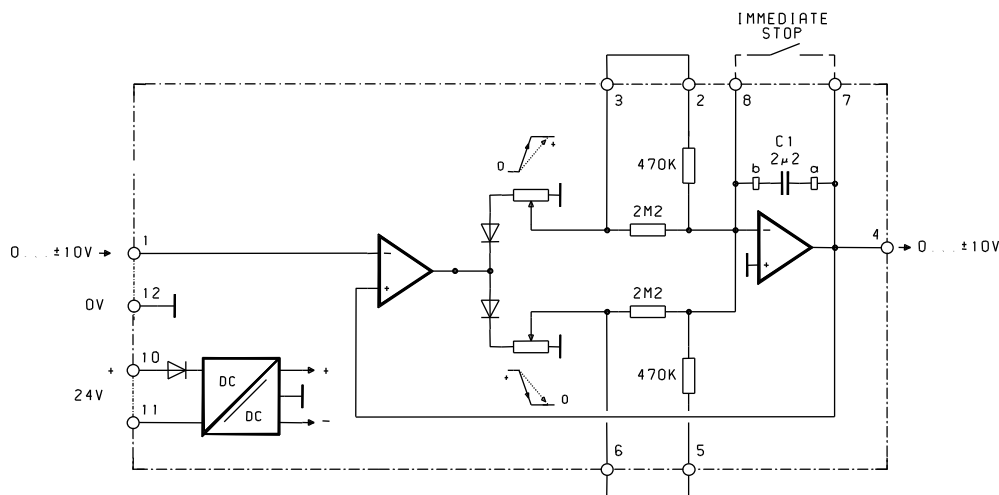 IMMEDIATE
STOP
3
2
8
7
C1
2µ2
b
a
0
+
470K
2M2
1
0...±10V
-
+
-
+
4
0...±10V
12
0V
2M2
10
+
24V
DC
DC
+
-
11
+
0
470K
6
5